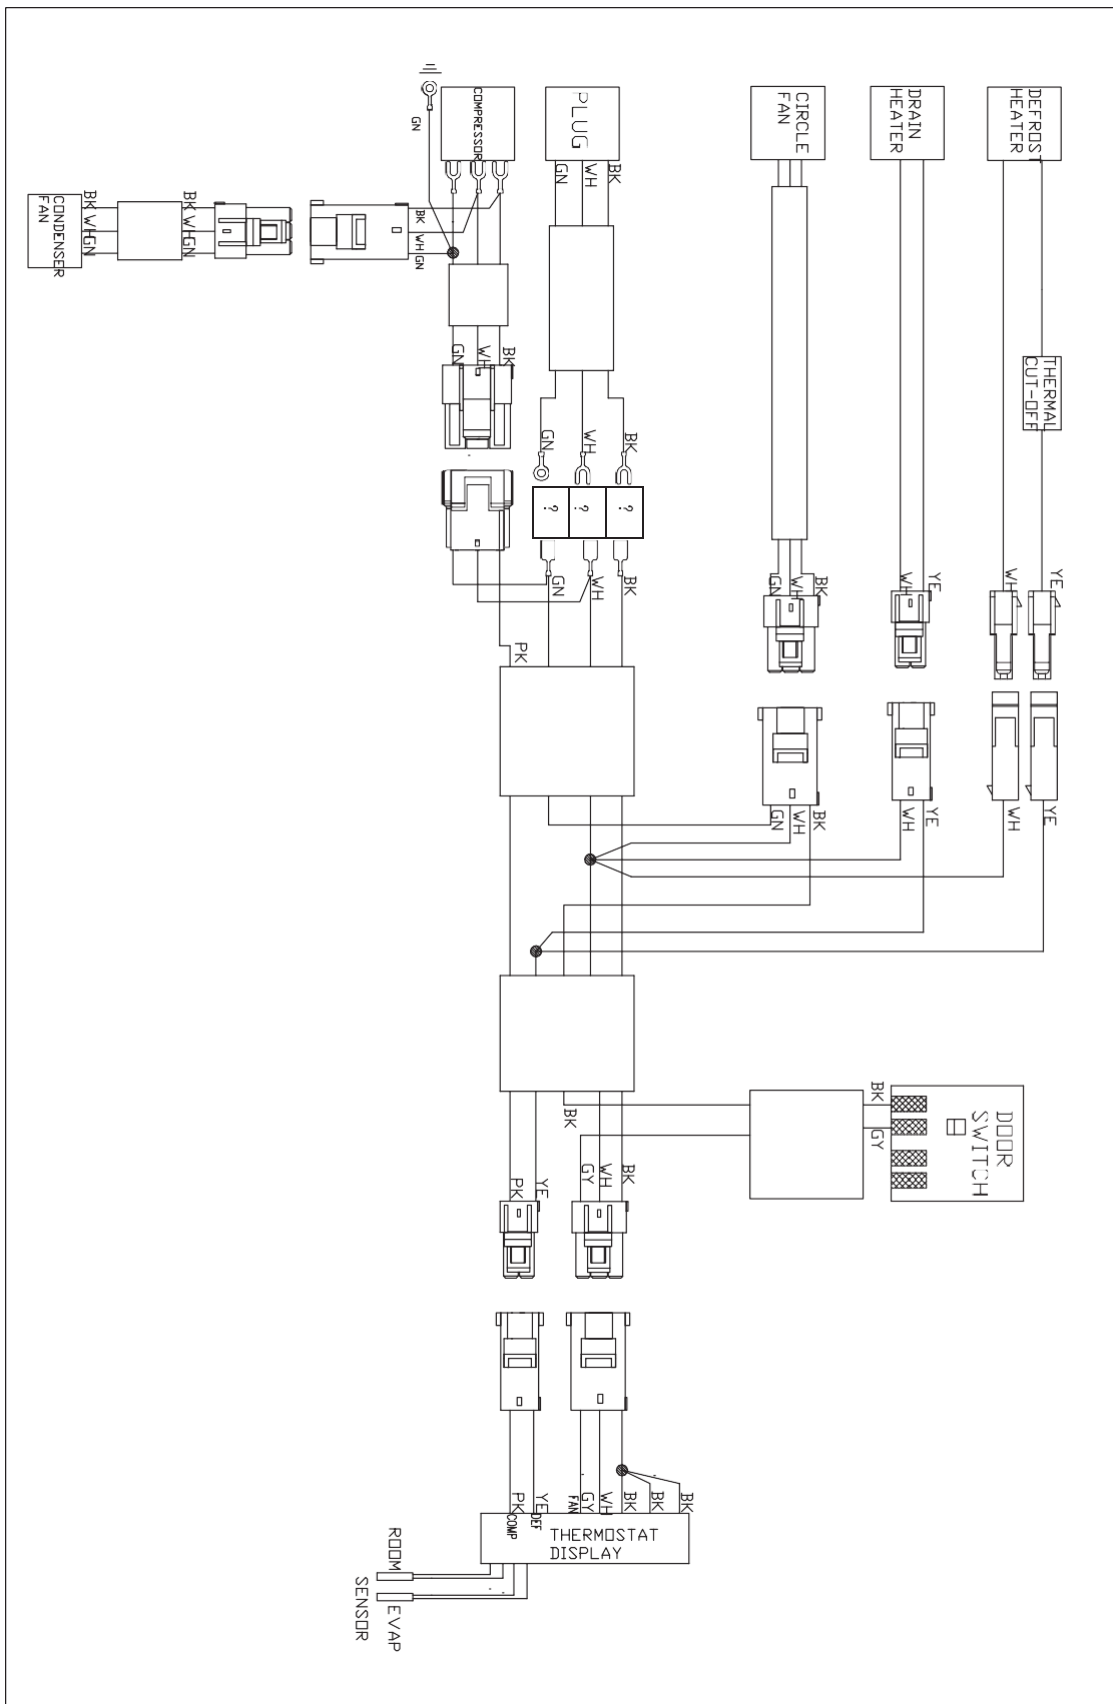 COMPRESSOR
PLUG
CIRCLE
FAN
DRAIN
HEATER
DEFROST
HEATER
GN
GN
WH
BK
CONDENSER
FAN
BK
WH
GN
BK
WH
GN
BK
WH
GN
GN
WH
BK
THERMAL
CUT-OFF
GN
WH
BK
?
?
?
GN
WH
BK
GN
WH
BK
WH
YE
WH
YE
PK
GN
WH
BK
WH
YE
WH
YE
BK
GY
DOOR
SWITCH
BK
PK
YE
GY
WH
BK
PK
YE
FAN
GY
WH
BK
BK
BK
COMP
DEF
THERMOSTAT
DISPLAY
ROOM
EVAP
SENSOR